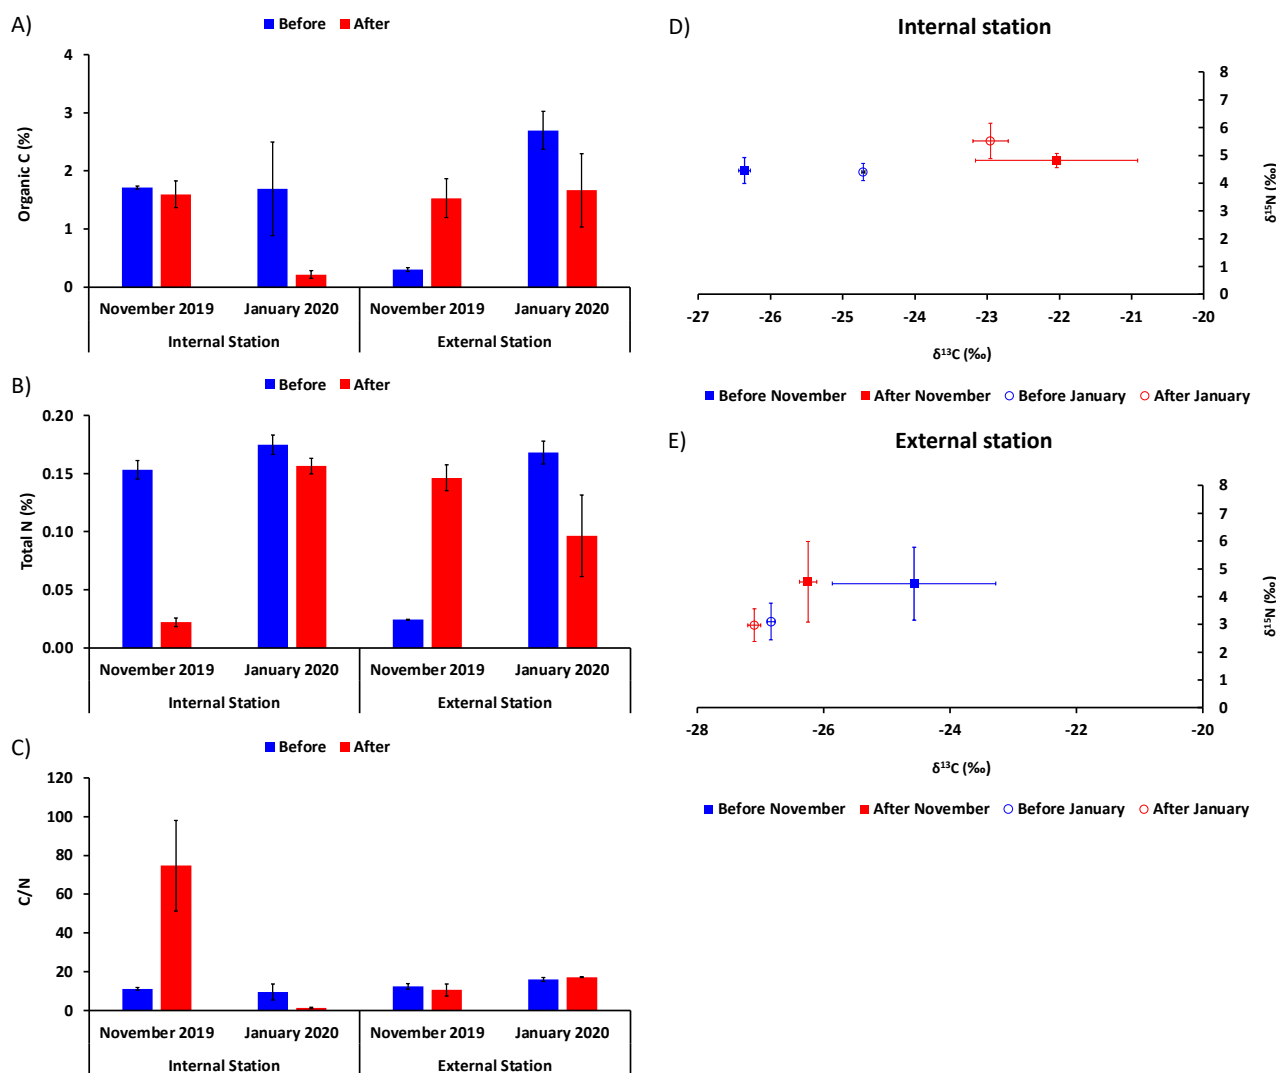 A)
Before After
4
3
2
1
0
Organic C (%)
November 2019 January 2020 November 2019 January 2020
Internal Station External Station
B)
Before After
0.20
0.15
0.10
0.05
0.00
Total N (%)
November 2019 January 2020 November 2019 January 2020
Internal Station External Station
C)
Before After
120
100
80
60
40
20
0
C/N
November 2019 January 2020 November 2019 January 2020
Internal Station External Station
D)
Internal station
8
7
6
5
4
3
2
1
0
δ¹⁵N (‰)
-27 -26 -25 -24 -23 -22 -21 -20
δ¹³C (‰)
Before November After November Before January After January
E)
External station
8
7
6
5
4
3
2
1
0
δ¹⁵N (‰)
-28 -26 -24 -22 -20
δ¹³C (‰)
Before November After November Before January After January